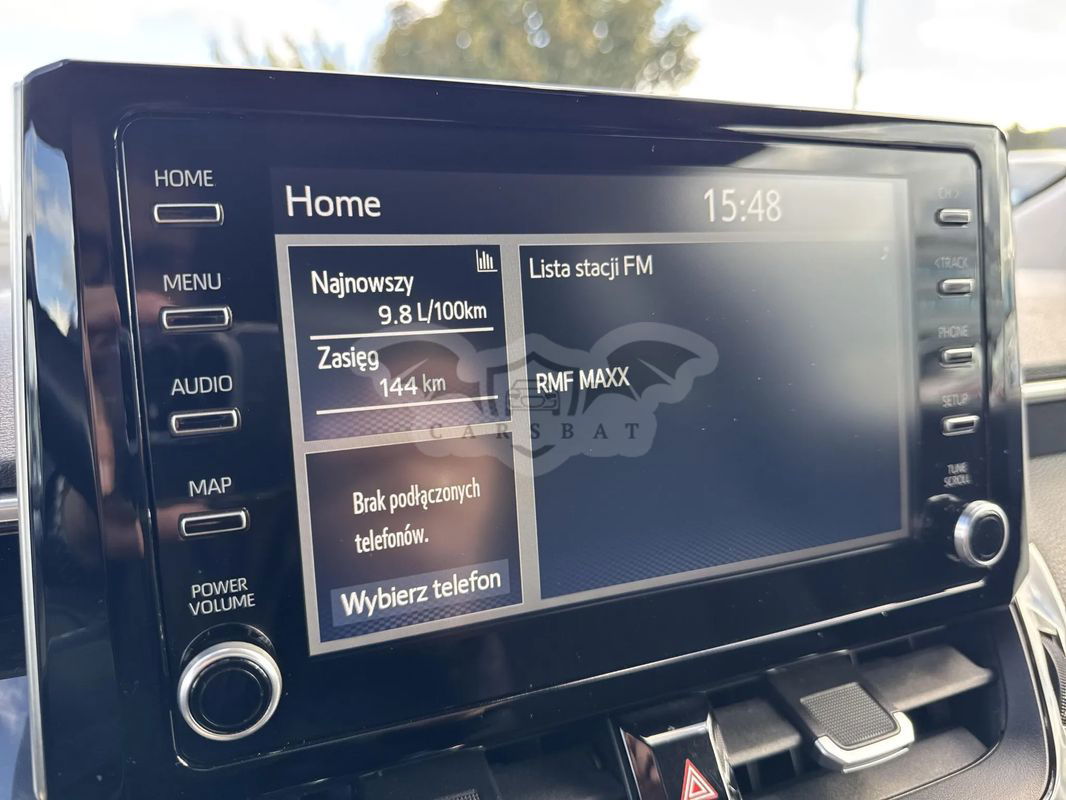 HOME
MENU
AUDIO
MAP
POWER
VOLUME
Home
15:48
Najnowszy
9.8 L/100km
Zasięg
144 km
Brak podłączonych
telefonów.
Wybierz telefon
Lista stacji FM
RMF MAXX
CARSBAT
CH >
< TRACK
PHONE
SETUP
TUNE
SCROLL